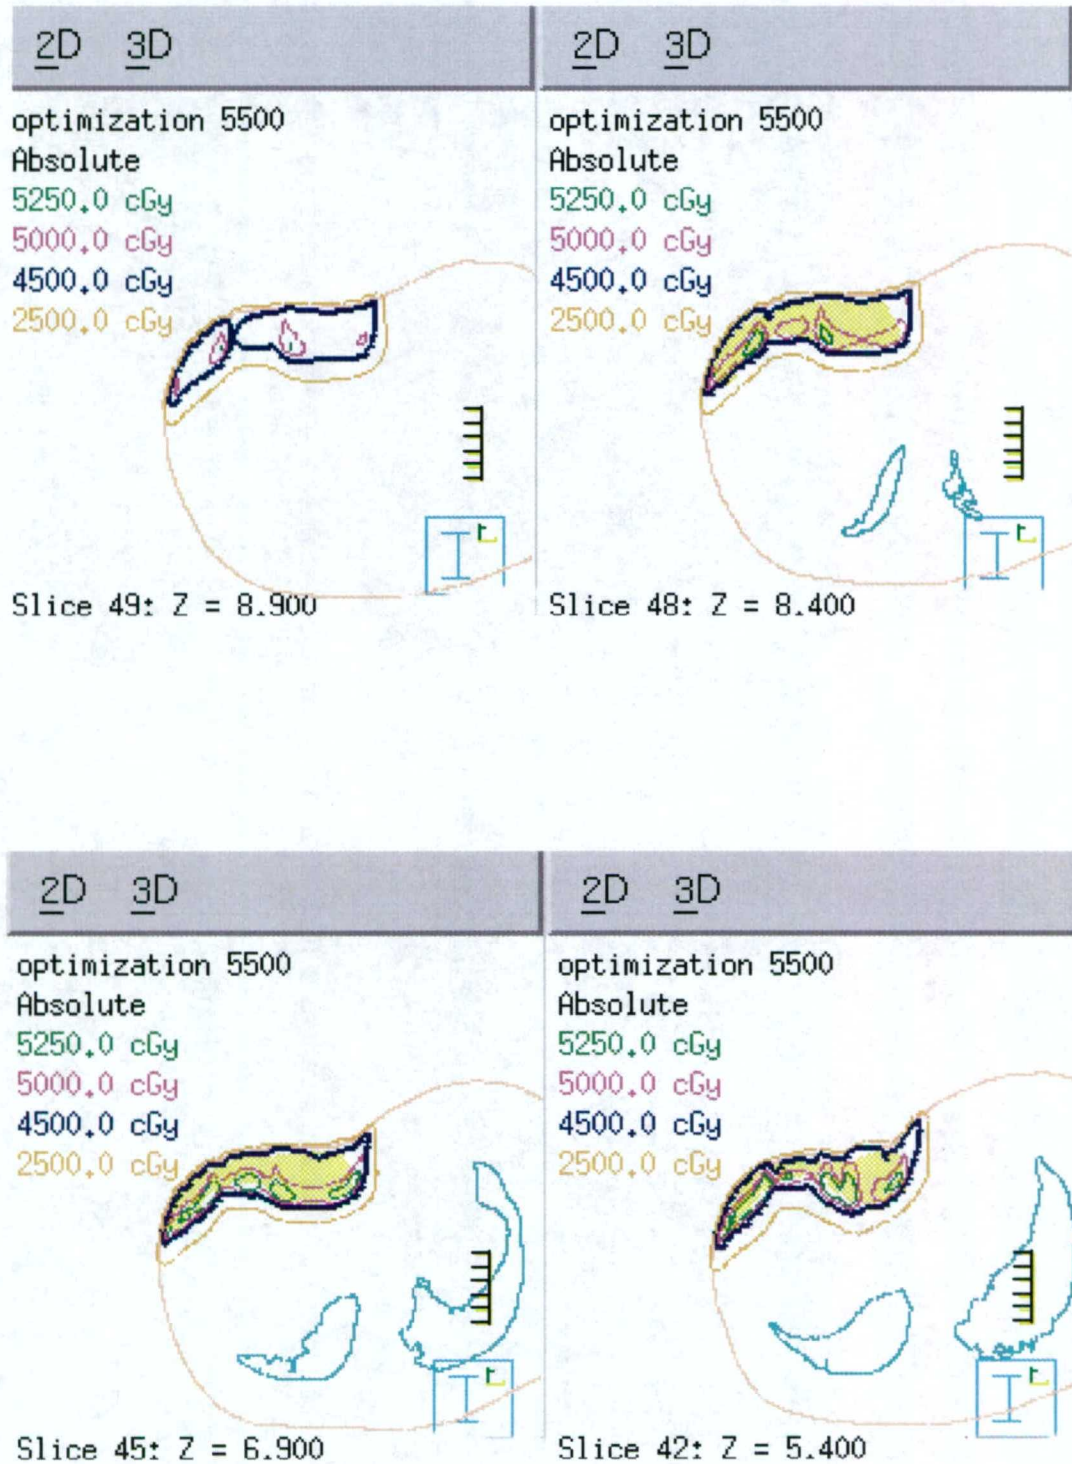 2D 3D
optimization 5500
Absolute
5250.0 cGy
5000.0 cGy
4500.0 cGy
2500.0 cGy
Slice 49: Z = 8.900
2D 3D
optimization 5500
Absolute
5250.0 cGy
5000.0 cGy
4500.0 cGy
2500.0 cGy
Slice 48: Z = 8.400
2D 3D
optimization 5500
Absolute
5250.0 cGy
5000.0 cGy
4500.0 cGy
2500.0 cGy
Slice 45: Z = 6.900
2D 3D
optimization 5500
Absolute
5250.0 cGy
5000.0 cGy
4500.0 cGy
2500.0 cGy
Slice 42: Z = 5.400